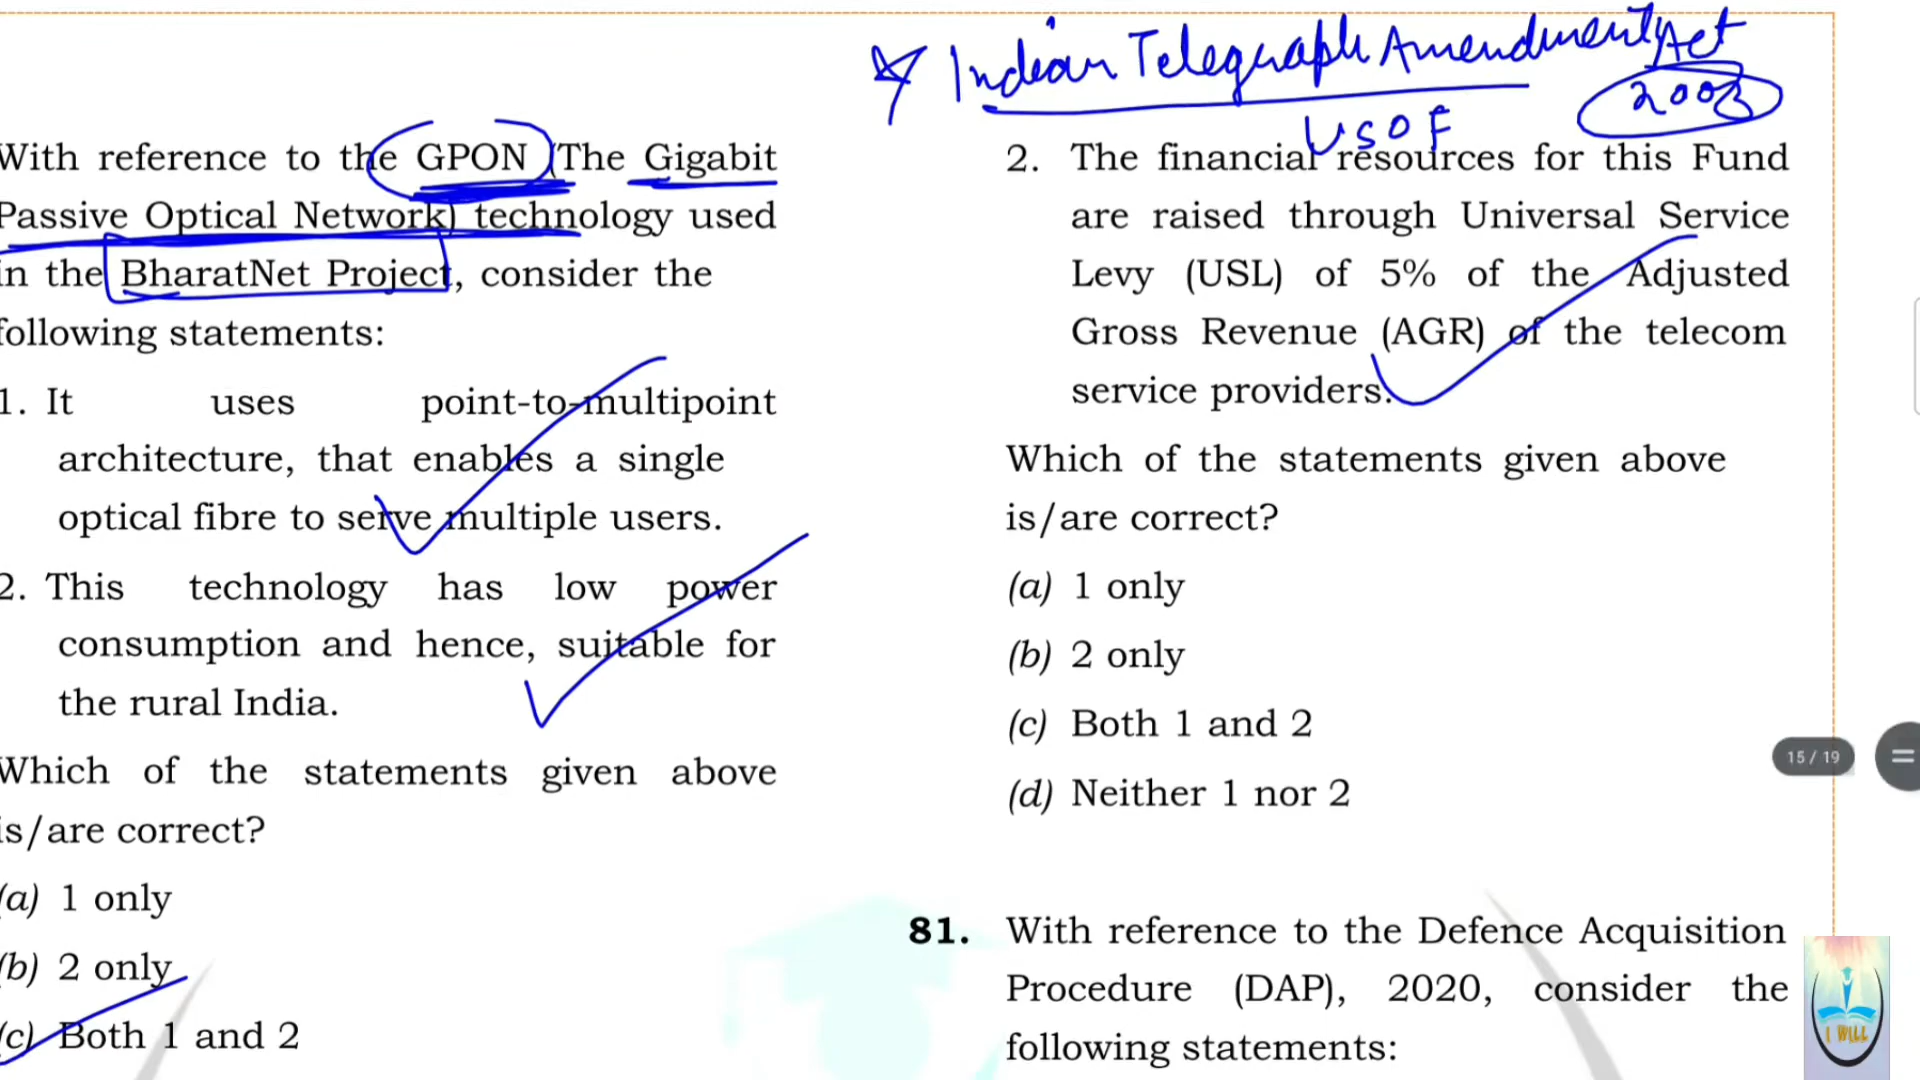 With reference to the GPON (The Gigabit
Passive Optical Network) technology used
in the BharatNet Project, consider the
following statements:
1. It uses point-to-multipoint
architecture, that enables a single
optical fibre to serve multiple users.
2. This technology has low power
consumption and hence, suitable for
the rural India.
Which of the statements given above
is/are correct?
(a) 1 only
(b) 2 only
(c) Both 1 and 2
Indian Telegraph Amendment Act
2003
USOF
2. The financial resources for this Fund
are raised through Universal Service
Levy (USL) of 5% of the Adjusted
Gross Revenue (AGR) of the telecom
service providers.
Which of the statements given above
is/are correct?
(a) 1 only
(b) 2 only
(c) Both 1 and 2
(d) Neither 1 nor 2
15 / 19
81. With reference to the Defence Acquisition
Procedure (DAP), 2020, consider the
following statements:
I WILL